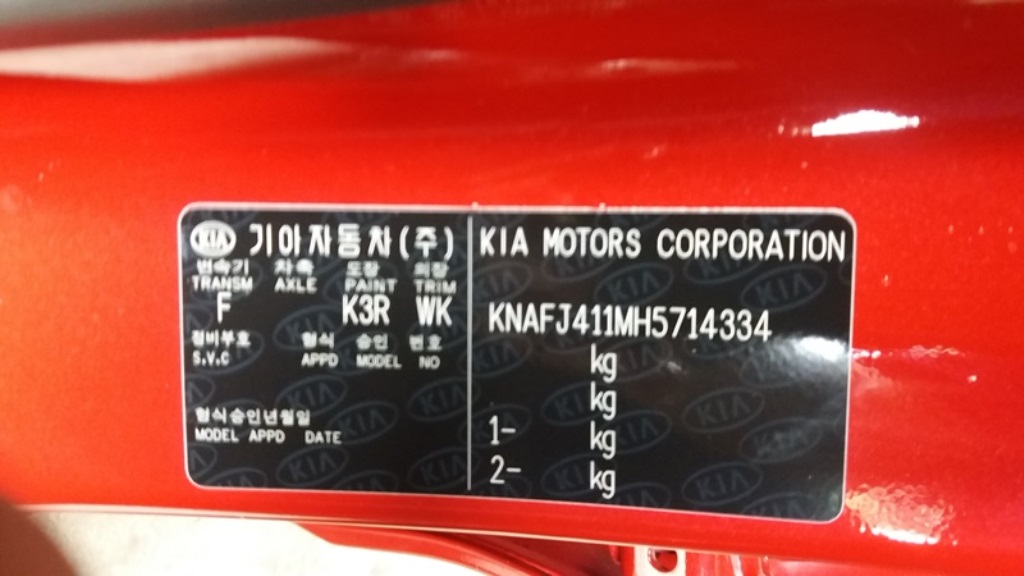 KIA 기아자동차(주)
변속기 차축 도장 의장
TRANSM AXLE PAINT TRIM
F K3R WK
정비부호 형식 승인 번호
S.V.C APPD MODEL NO
형식승인년월일
MODEL APPD DATE
KIA MOTORS CORPORATION
KNAFJ411MH5714334
kg
kg
1- kg
2- kg